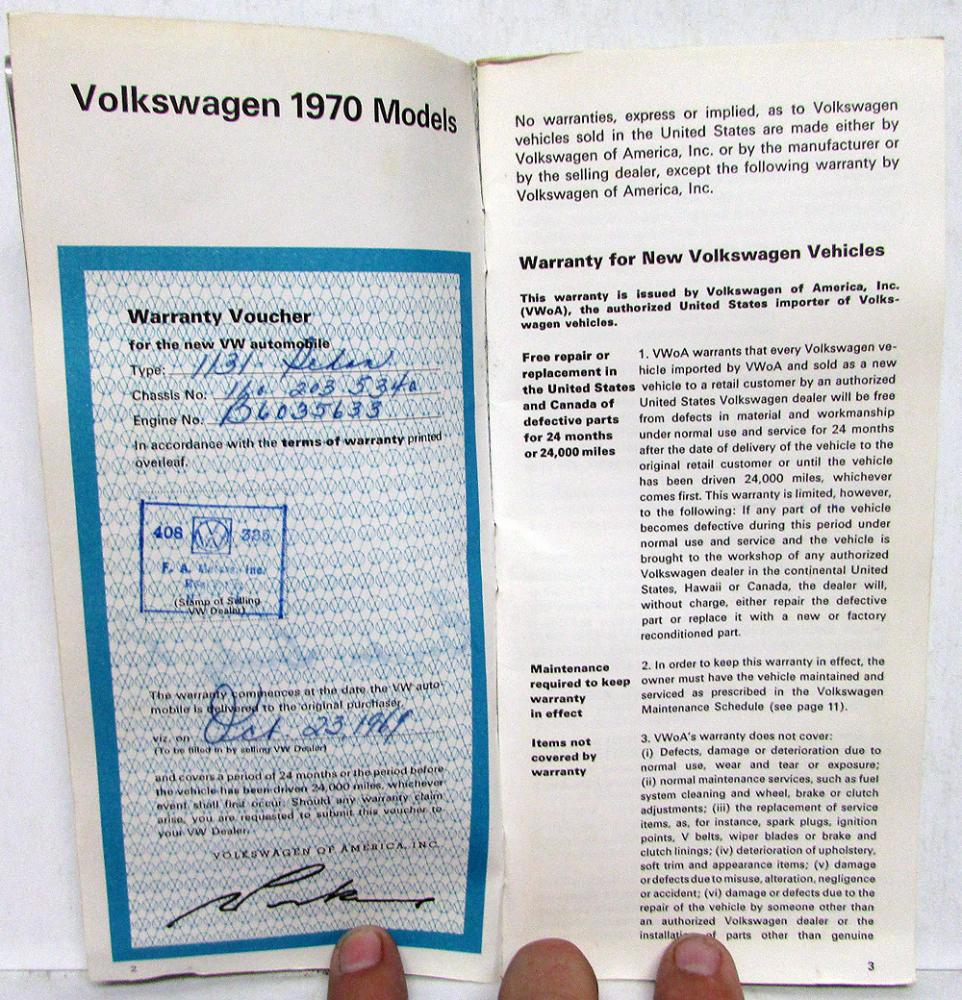 Volkswagen 1970 Models
Warranty Voucher
for the new VW automobile
Type: 1131 Sedan
Chassis No:
Engine No: B6035633
In accordance with the terms of warranty printed
overleaf.
408
F. A. Inc.
(Stamp of Selling
VW Dealer)
The warranty commences at the date the VW auto-
mobile is delivered to the original purchaser,
viz. on Oct 23, 1969
(To be filled in by selling VW Dealer)
and covers a period of 24 months or the period before
the vehicle has been driven 24,000 miles, whichever
event shall first occur. Should any warranty claim
arise, you are requested to submit this voucher to
your VW Dealer.
VOLKSWAGEN OF AMERICA, INC.
2
No warranties, express or implied, as to Volkswagen
vehicles sold in the United States are made either by
Volkswagen of America, Inc. or by the manufacturer or
by the selling dealer, except the following warranty by
Volkswagen of America, Inc.
Warranty for New Volkswagen Vehicles
This warranty is issued by Volkswagen of America, Inc.
(VWoA), the authorized United States importer of Volks-
wagen vehicles.
Free repair or
replacement in
the United States
and Canada of
defective parts
for 24 months
or 24,000 miles
1. VWoA warrants that every Volkswagen ve-
hicle imported by VWoA and sold as a new
vehicle to a retail customer by an authorized
United States Volkswagen dealer will be free
from defects in material and workmanship
under normal use and service for 24 months
after the date of delivery of the vehicle to the
original retail customer or until the vehicle
has been driven 24,000 miles, whichever
comes first. This warranty is limited, however,
to the following: If any part of the vehicle
becomes defective during this period under
normal use and service and the vehicle is
brought to the workshop of any authorized
Volkswagen dealer in the continental United
States, Hawaii or Canada, the dealer will,
without charge, either repair the defective
part or replace it with a new or factory
reconditioned part.
Maintenance
required to keep
warranty
in effect
2. In order to keep this warranty in effect, the
owner must have the vehicle maintained and
serviced as prescribed in the Volkswagen
Maintenance Schedule (see page 11).
Items not
covered by
warranty
3. VWoA's warranty does not cover:
(i) Defects, damage or deterioration due to
normal use, wear and tear or exposure;
(ii) normal maintenance services, such as fuel
system cleaning and wheel, brake or clutch
adjustments; (iii) the replacement of service
items, as, for instance, spark plugs, ignition
points, V belts, wiper blades or brake and
clutch linings; (iv) deterioration of upholstery,
soft trim and appearance items; (v) damage
or defects due to misuse, alteration, negligence
or accident; (vi) damage or defects due to the
repair of the vehicle by someone other than
an authorized Volkswagen dealer or the
installation of parts other than genuine
3